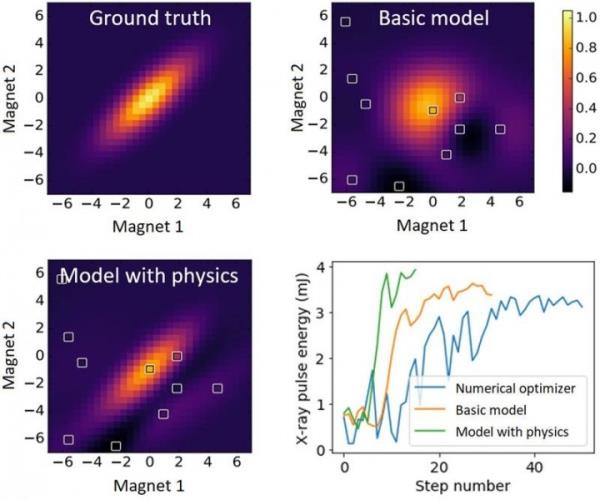 Ground truth
Magnet 2
6
4
2
0
−2
−4
−6
−6 −4 −2 0 2 4 6
Magnet 1
Basic model
Magnet 2
6
4
2
0
−2
−4
−6
−6 −4 −2 0 2 4 6
Magnet 1
1.0
0.8
0.6
0.4
0.2
0.0
Model with physics
Magnet 2
6
4
2
0
−2
−4
−6
−6 −4 −2 0 2 4 6
Magnet 1
X-ray pulse energy (mJ)
4
3
2
1
0
Numerical optimizer
Basic model
Model with physics
0 20 40
Step number